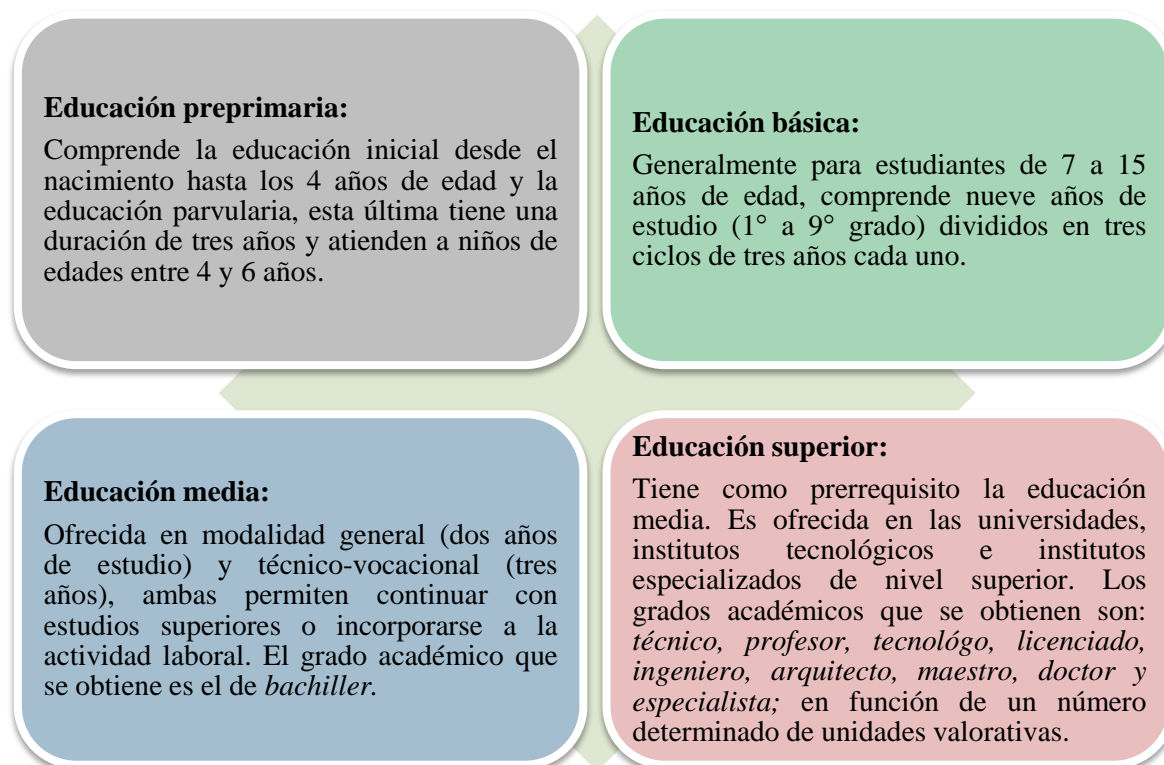 Educación preprimaria:
Comprende la educación inicial desde el
nacimiento hasta los 4 años de edad y la
educación parvularia, esta última tiene una
duración de tres años y atienden a niños de
edades entre 4 y 6 años.
Educación básica:
Generalmente para estudiantes de 7 a 15
años de edad, comprende nueve años de
estudio (1° a 9° grado) divididos en tres
ciclos de tres años cada uno.
Educación media:
Ofrecida en modalidad general (dos años
de estudio) y técnico-vocacional (tres
años), ambas permiten continuar con
estudios superiores o incorporarse a la
actividad laboral. El grado académico que
se obtiene es el de bachiller.
Educación superior:
Tiene como prerrequisito la educación
media. Es ofrecida en las universidades,
institutos tecnológicos e institutos
especializados de nivel superior. Los
grados académicos que se obtienen son:
técnico, profesor, tecnológo, licenciado,
ingeniero, arquitecto, maestro, doctor y
especialista; en función de un número
determinado de unidades valorativas.